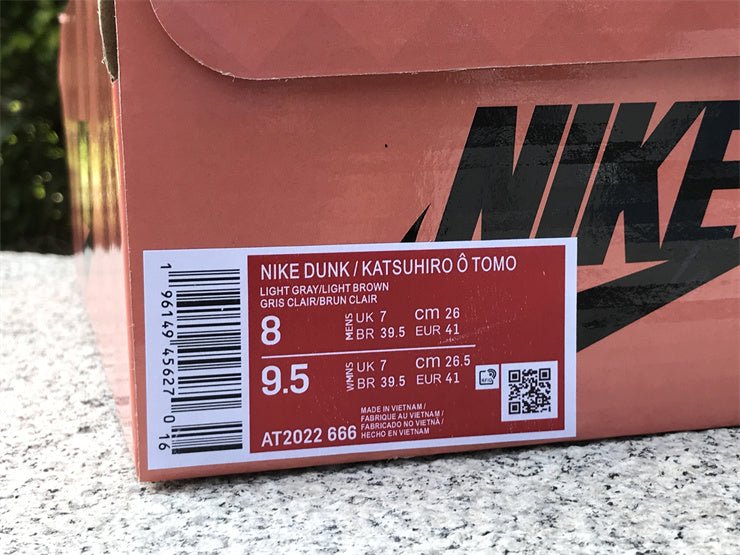 NIKE
NIKE DUNK / KATSUHIRO Ô TOMO
LIGHT GRAY/LIGHT BROWN
GRIS CLAIR/BRUN CLAIR
8 MENS UK 7 cm 26
BR 39.5 EUR 41
9.5 WMNS UK 7 cm 26.5
BR 39.5 EUR 41
RFID
AT2022 666
MADE IN VIETNAM /
FABRIQUE AU VIETNAM /
FABRICADO NO VIETNÃ /
HECHO EN VIETNAM
1 96149 45627 0 16